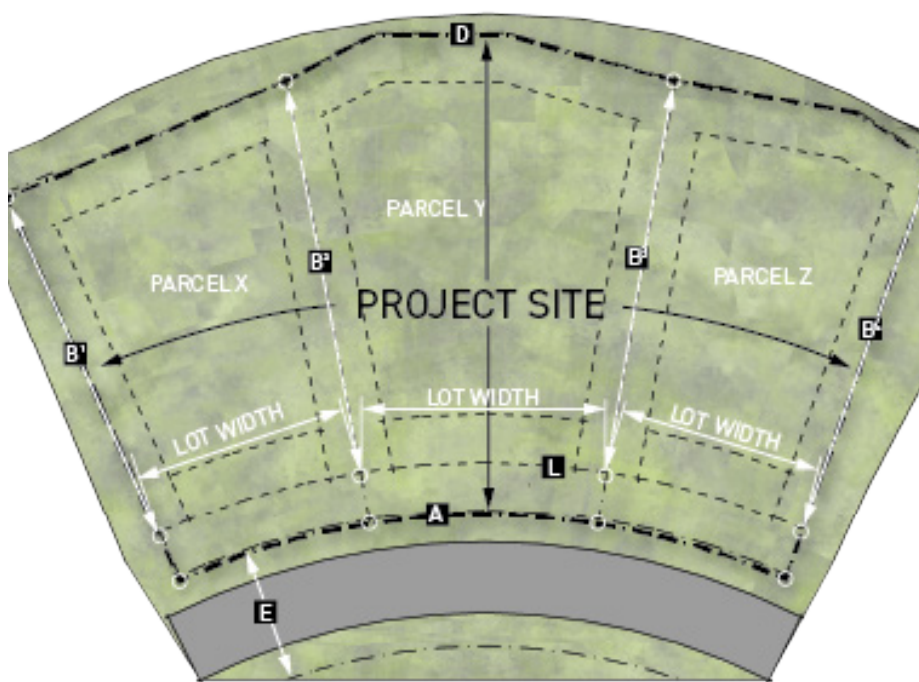 D
PARCEL Y
B²
B³
PARCEL X
PARCEL Z
PROJECT SITE
B¹
B⁴
LOT WIDTH
LOT WIDTH
LOT WIDTH
L
A
E